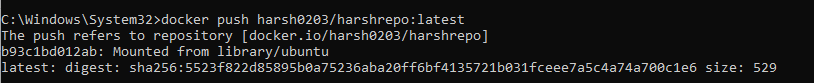 C:\Windows\System32>docker push harsh0203/harshrepo:latest
The push refers to repository [docker.io/harsh0203/harshrepo]
b93c1bd012ab: Mounted from library/ubuntu
latest: digest: sha256:5523f822d85895b0a75236aba20ff6bf4135721b031fceee7a5c4a74a700c1e6 size: 529